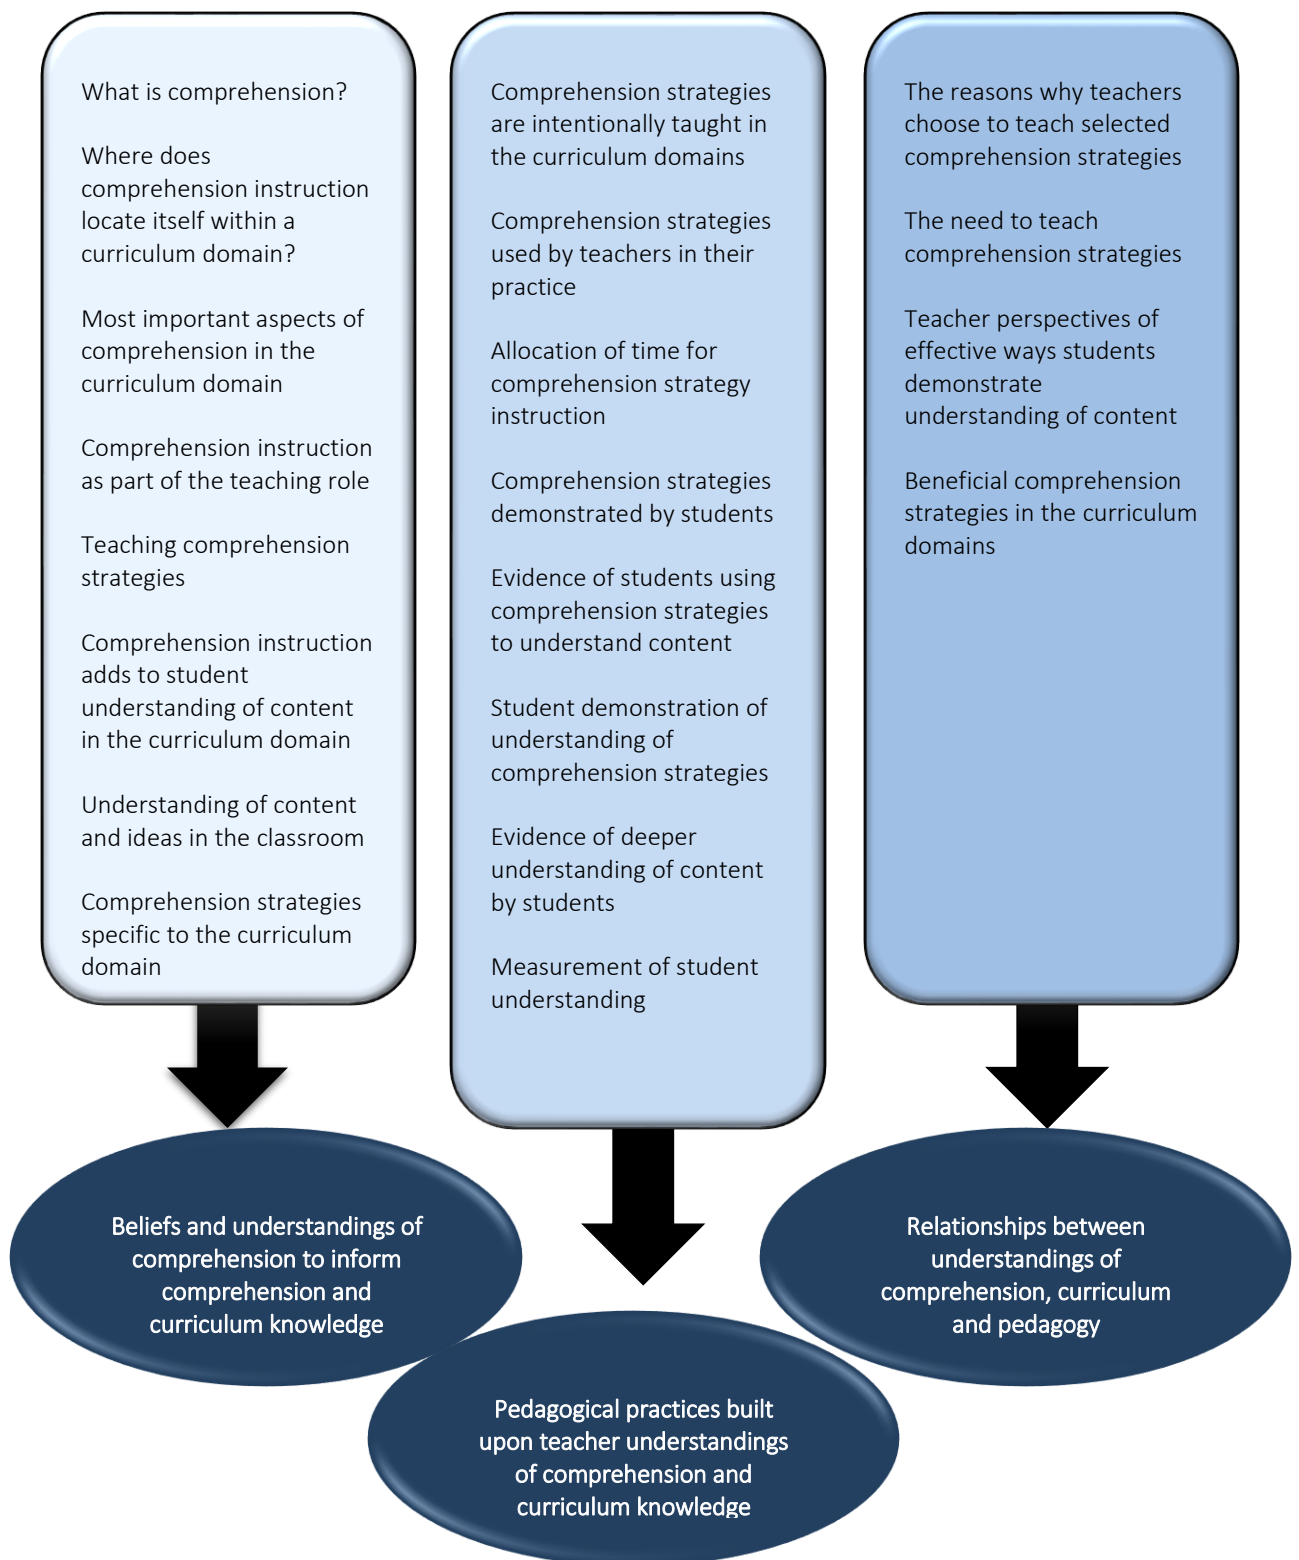 What is comprehension?
Where does
comprehension instruction
locate itself within a
curriculum domain?
Most important aspects of
comprehension in the
curriculum domain
Comprehension instruction
as part of the teaching role
Teaching comprehension
strategies
Comprehension instruction
adds to student
understanding of content
in the curriculum domain
Understanding of content
and ideas in the classroom
Comprehension strategies
specific to the curriculum
domain
Comprehension strategies
are intentionally taught in
the curriculum domains
Comprehension strategies
used by teachers in their
practice
Allocation of time for
comprehension strategy
instruction
Comprehension strategies
demonstrated by students
Evidence of students using
comprehension strategies
to understand content
Student demonstration of
understanding of
comprehension strategies
Evidence of deeper
understanding of content
by students
Measurement of student
understanding
The reasons why teachers
choose to teach selected
comprehension strategies
The need to teach
comprehension strategies
Teacher perspectives of
effective ways students
demonstrate
understanding of content
Beneficial comprehension
strategies in the curriculum
domains
Beliefs and understandings of
comprehension to inform
comprehension and
curriculum knowledge
Pedagogical practices built
upon teacher understandings
of comprehension and
curriculum knowledge
Relationships between
understandings of
comprehension, curriculum
and pedagogy